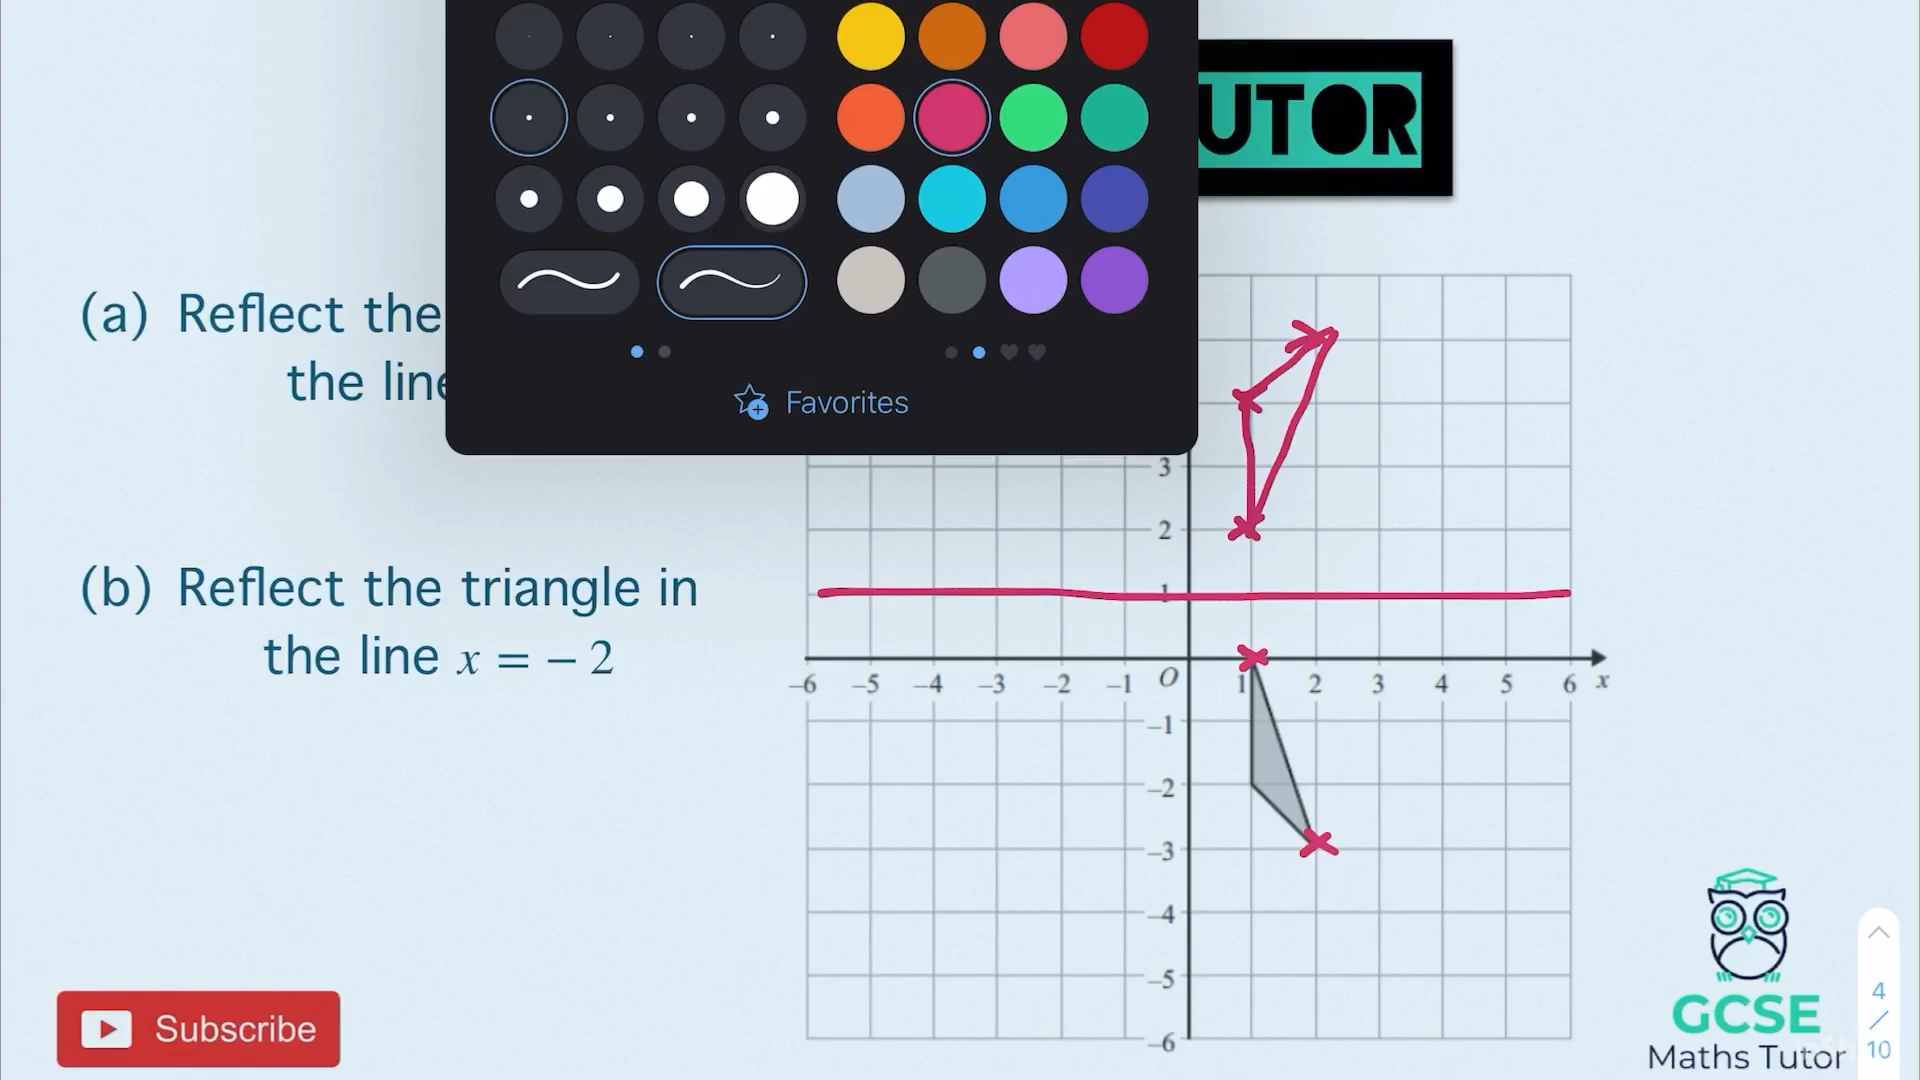 UTOR
(a) Reflect the
the line
Favorites
(b) Reflect the triangle in
the line x = – 2
3
2
1
–6 –5 –4 –3 –2 –1 O 1 2 3 4 5 6 x
–1
–2
–3
–4
–5
–6
Subscribe
GCSE
Maths Tutor
4
/
10